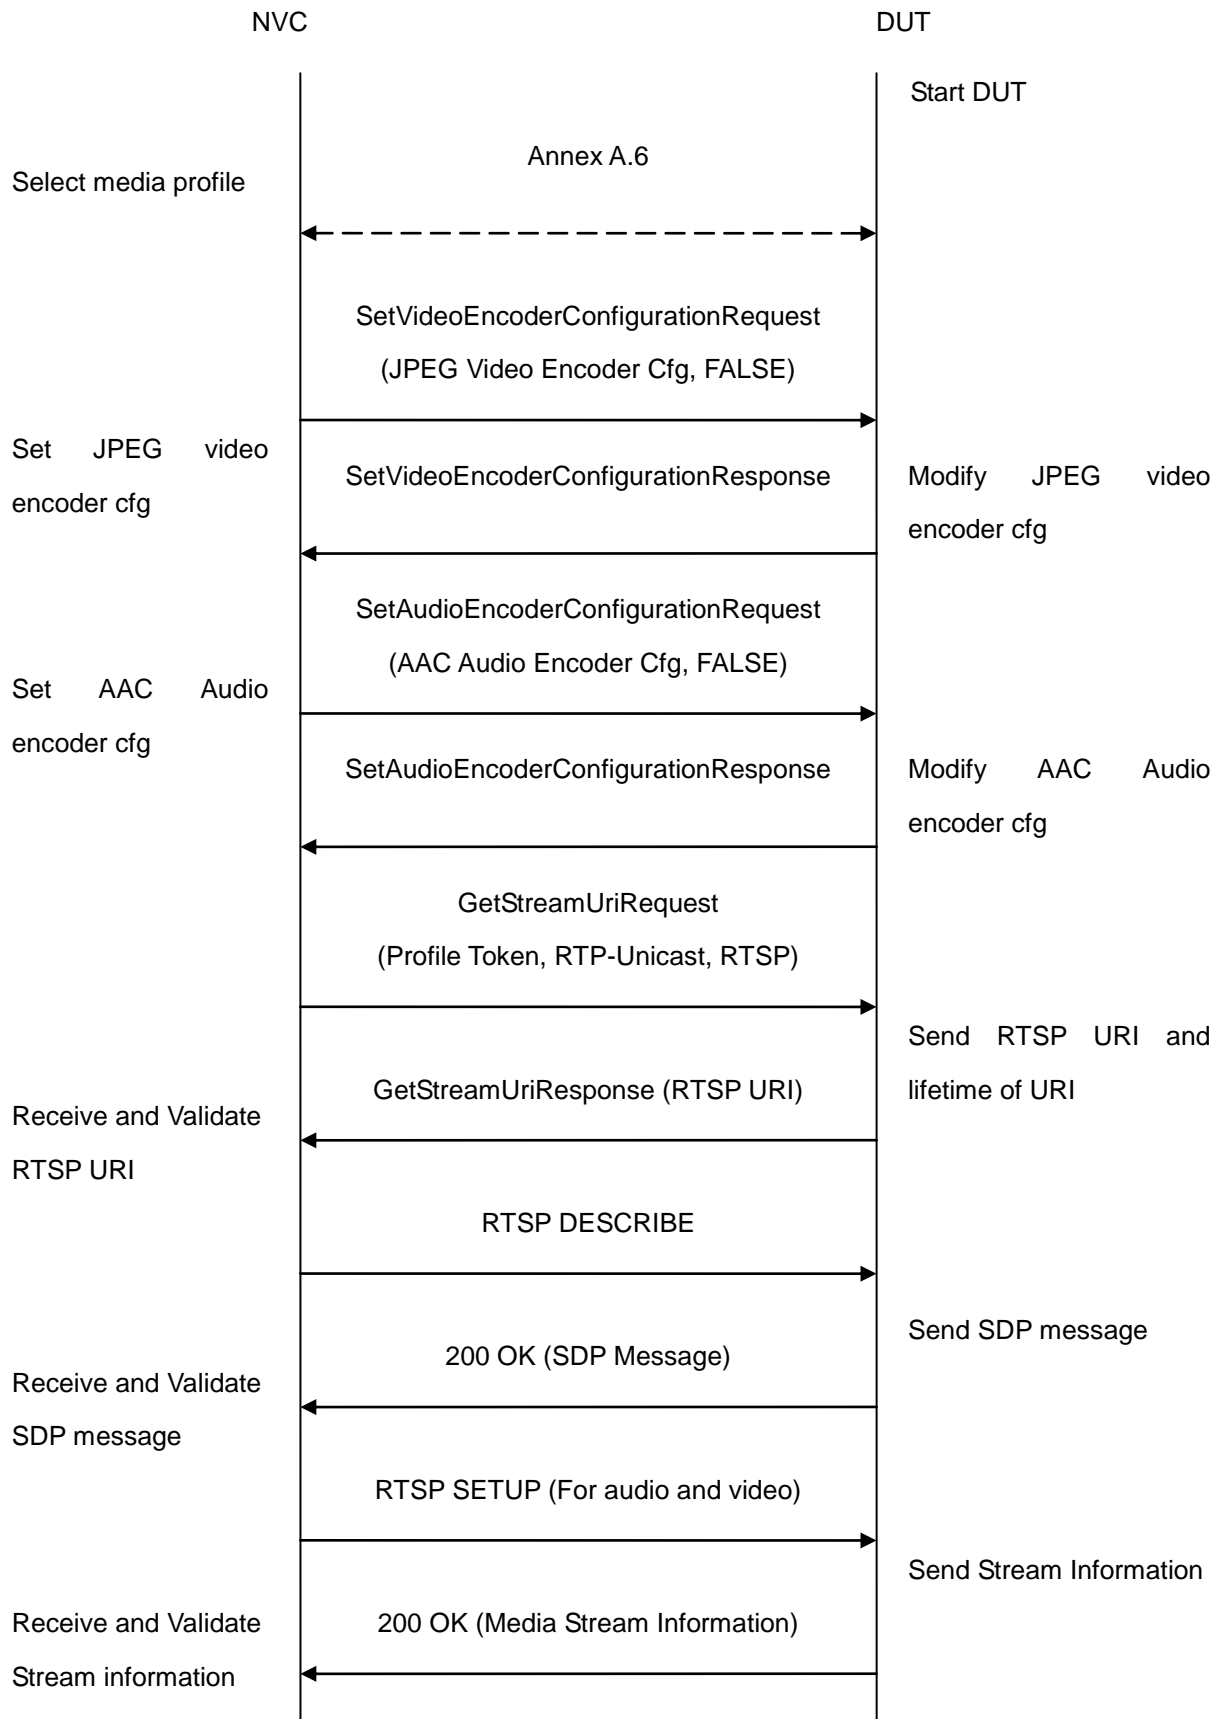 NVC
DUT
Start DUT
Annex A.6
Select media profile
SetVideoEncoderConfigurationRequest
(JPEG Video Encoder Cfg, FALSE)
Set JPEG video
encoder cfg
SetVideoEncoderConfigurationResponse
Modify JPEG video
encoder cfg
SetAudioEncoderConfigurationRequest
(AAC Audio Encoder Cfg, FALSE)
Set AAC Audio
encoder cfg
SetAudioEncoderConfigurationResponse
Modify AAC Audio
encoder cfg
GetStreamUriRequest
(Profile Token, RTP-Unicast, RTSP)
Send RTSP URI and
lifetime of URI
GetStreamUriResponse (RTSP URI)
Receive and Validate
RTSP URI
RTSP DESCRIBE
Send SDP message
200 OK (SDP Message)
Receive and Validate
SDP message
RTSP SETUP (For audio and video)
Send Stream Information
200 OK (Media Stream Information)
Receive and Validate
Stream information